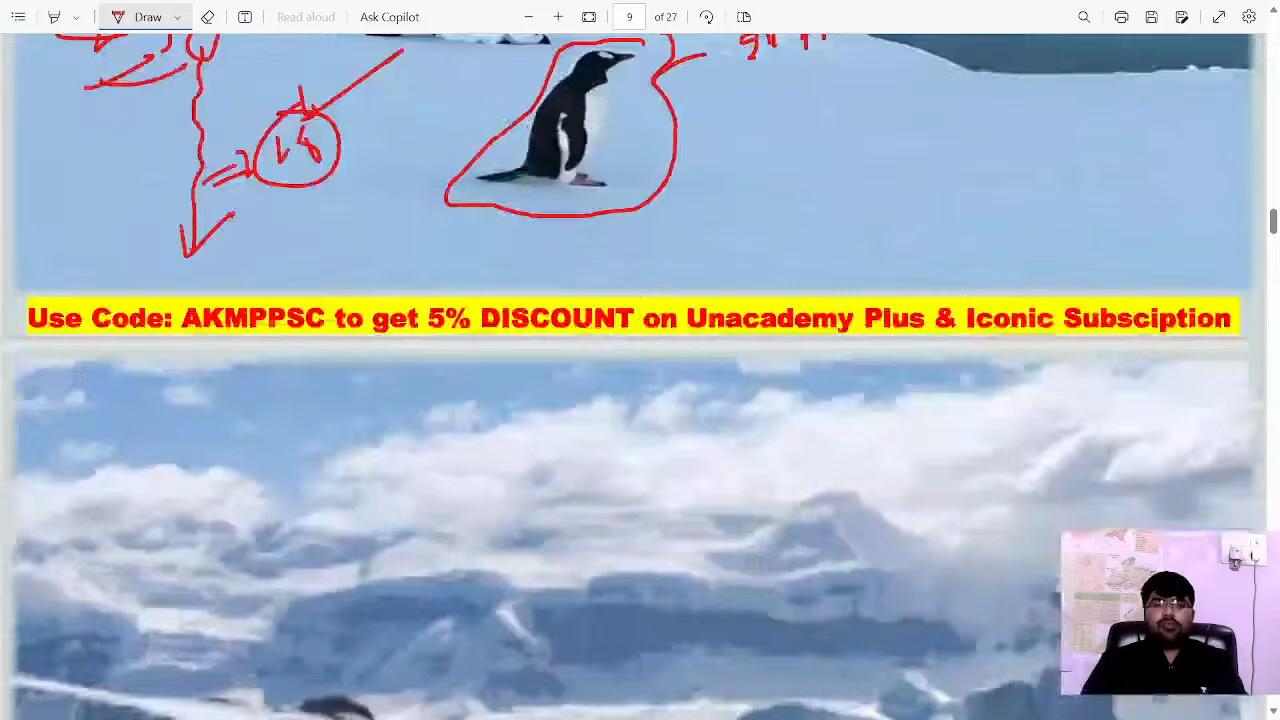 Draw
Read aloud
Ask Copilot
9 of 27
18
Use Code: AKMPPSC to get 5% DISCOUNT on Unacademy Plus & Iconic Subsciption